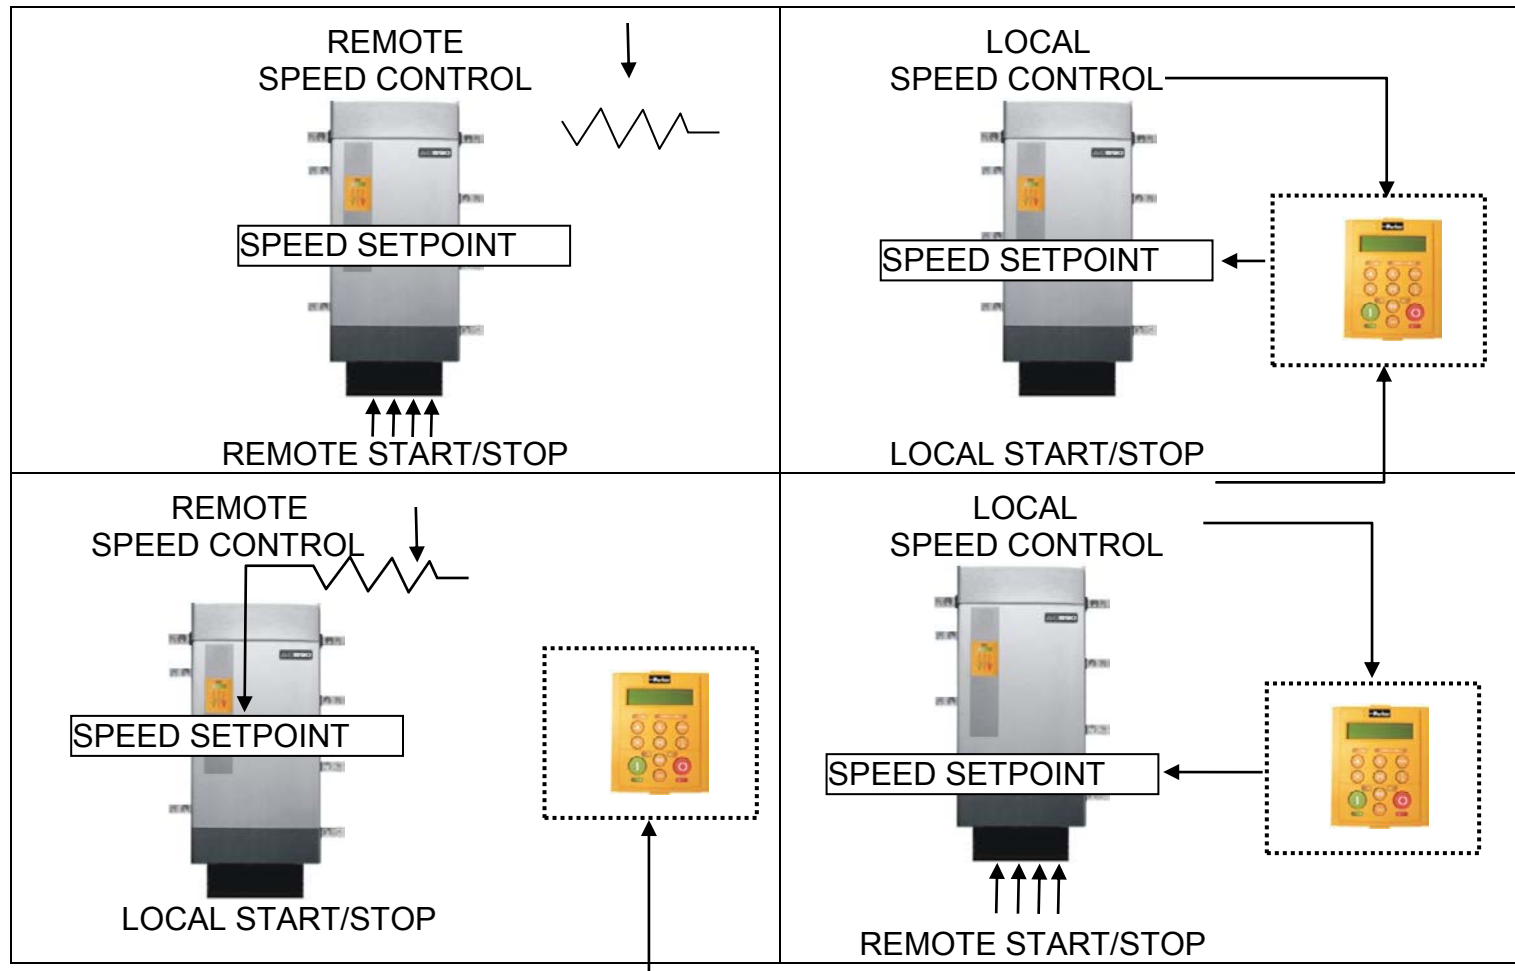 REMOTE
SPEED CONTROL
SPEED SETPOINT
REMOTE START/STOP
LOCAL
SPEED CONTROL
SPEED SETPOINT
LOCAL START/STOP
REMOTE
SPEED CONTROL
SPEED SETPOINT
LOCAL START/STOP
LOCAL
SPEED CONTROL
SPEED SETPOINT
REMOTE START/STOP